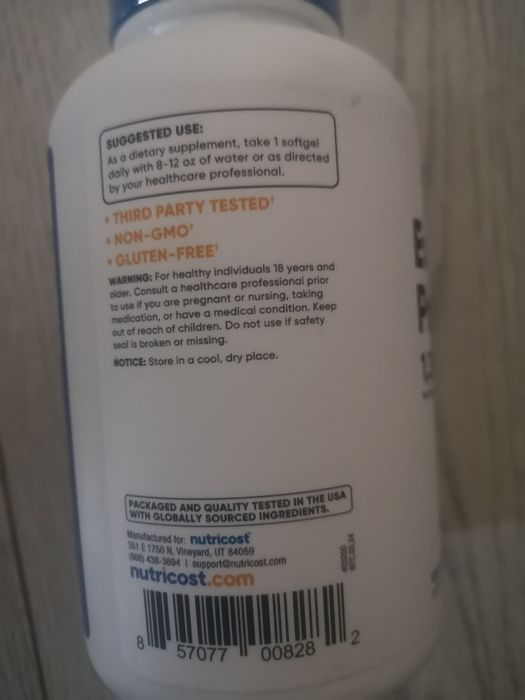 SUGGESTED USE:
As a dietary supplement, take 1 softgel
daily with 8-12 oz of water or as directed
by your healthcare professional.
• THIRD PARTY TESTED†
• NON-GMO†
• GLUTEN-FREE†
WARNING: For healthy individuals 18 years and
older. Consult a healthcare professional prior
to use if you are pregnant or nursing, taking
medication, or have a medical condition. Keep
out of reach of children. Do not use if safety
seal is broken or missing.
NOTICE: Store in a cool, dry place.
PACKAGED AND QUALITY TESTED IN THE USA
WITH GLOBALLY SOURCED INGREDIENTS.
Manufactured for: nutricost
351 E 1750 N, Vineyard, UT 84059
(866) 438-3694 | support@nutricost.com
nutricost.com
8 57077 00828 2
E
P